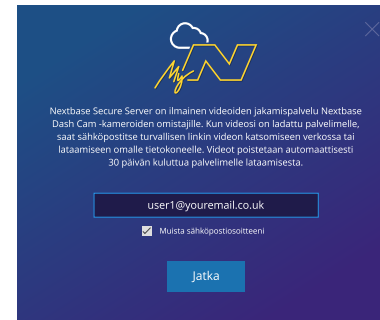 My N
Nextbase Secure Server on ilmainen videoiden jakamispalvelu Nextbase
Dash Cam -kameroiden omistajille. Kun videosi on ladattu palvelimelle,
saat sähköpostitse turvallisen linkin videon katsomiseen verkossa tai
lataamiseen omalle tietokoneelle. Videot poistetaan automaattisesti
30 päivän kuluttua palvelimelle lataamisesta.
user1@youremail.co.uk
Muista sähköpostiosoitteeni
Jatka